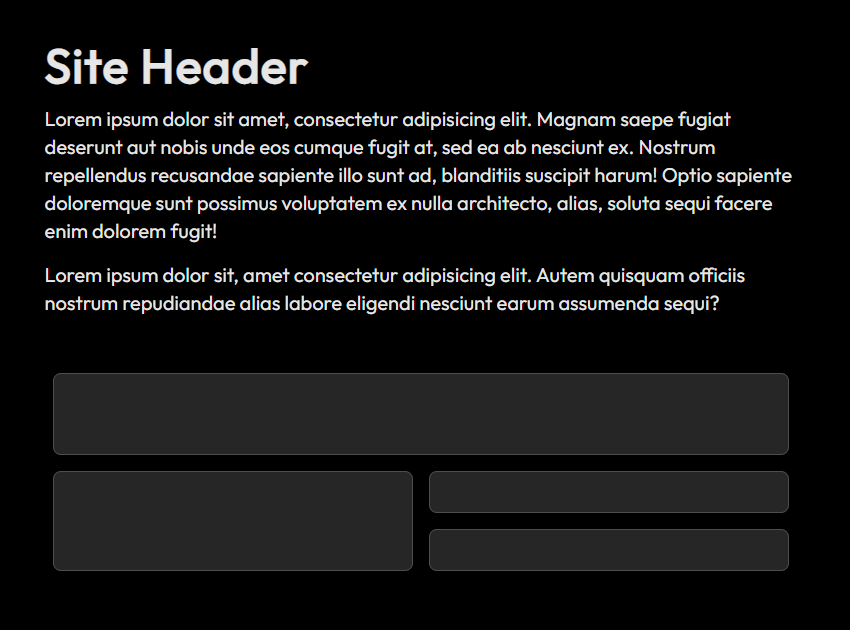 Site Header
Lorem ipsum dolor sit amet, consectetur adipisicing elit. Magnam saepe fugiat
deserunt aut nobis unde eos cumque fugit at, sed ea ab nesciunt ex. Nostrum
repellendus recusandae sapiente illo sunt ad, blanditiis suscipit harum! Optio sapiente
doloremque sunt possimus voluptatem ex nulla architecto, alias, soluta sequi facere
enim dolorem fugit!
Lorem ipsum dolor sit, amet consectetur adipisicing elit. Autem quisquam officiis
nostrum repudiandae alias labore eligendi nesciunt earum assumenda sequi?